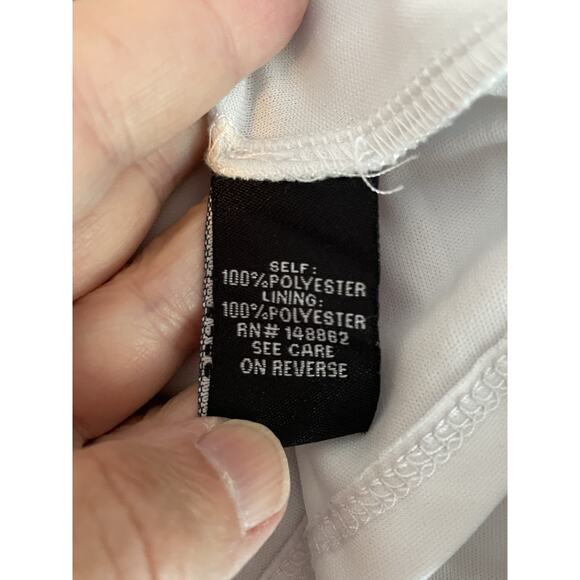 SELF:
100%POLYESTER
LINING:
100%POLYESTER
RN# 148862
SEE CARE
ON REVERSE